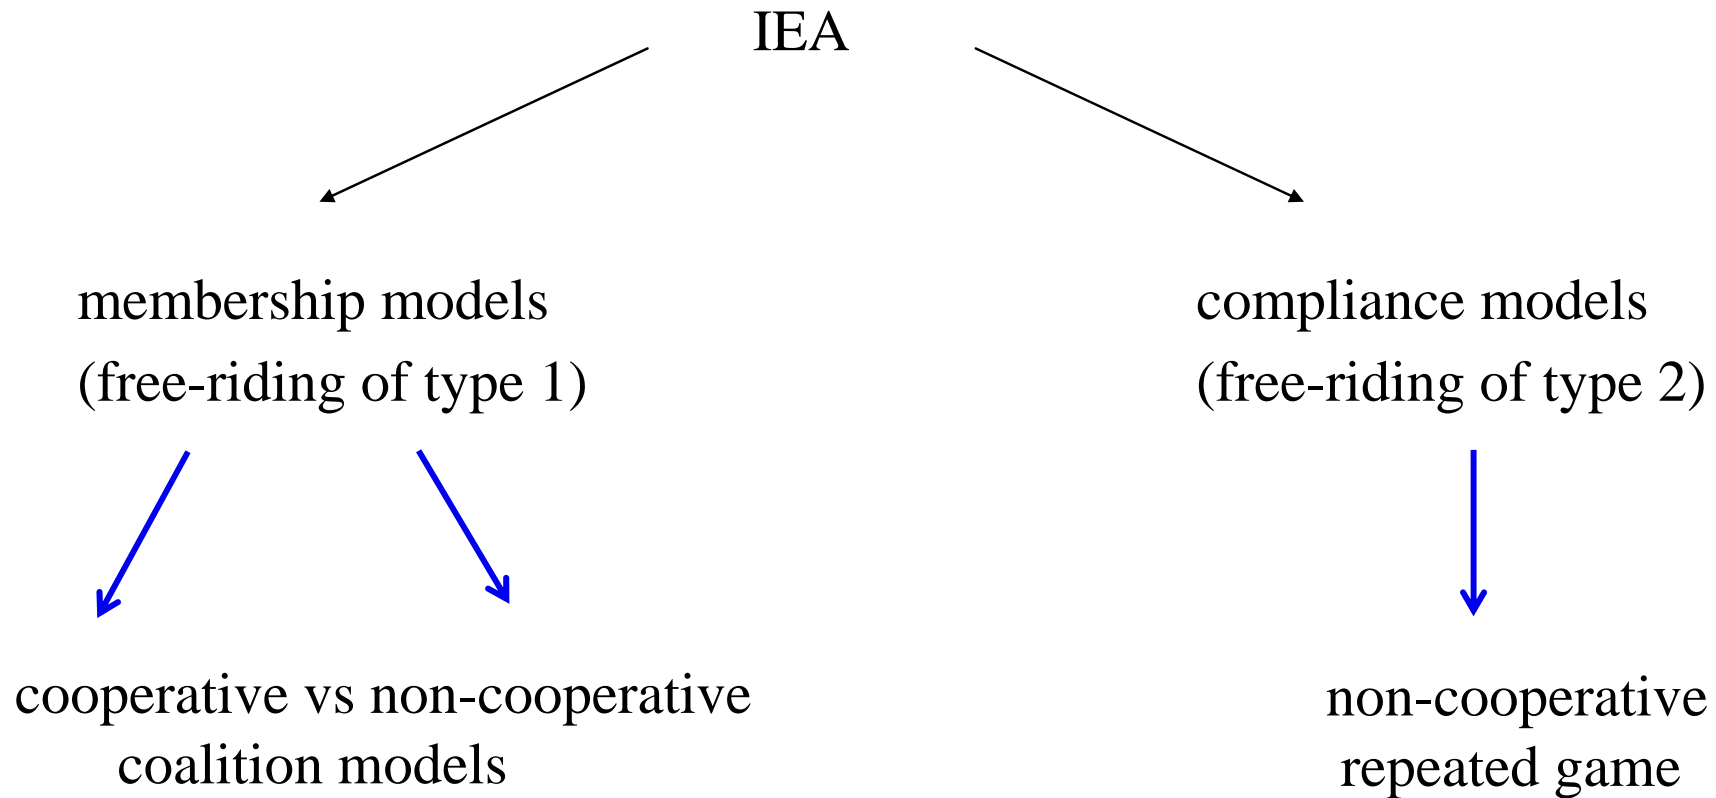 IEA
membership models
(free-riding of type 1)
compliance models
(free-riding of type 2)
cooperative vs non-cooperative
coalition models
non-cooperative
repeated game